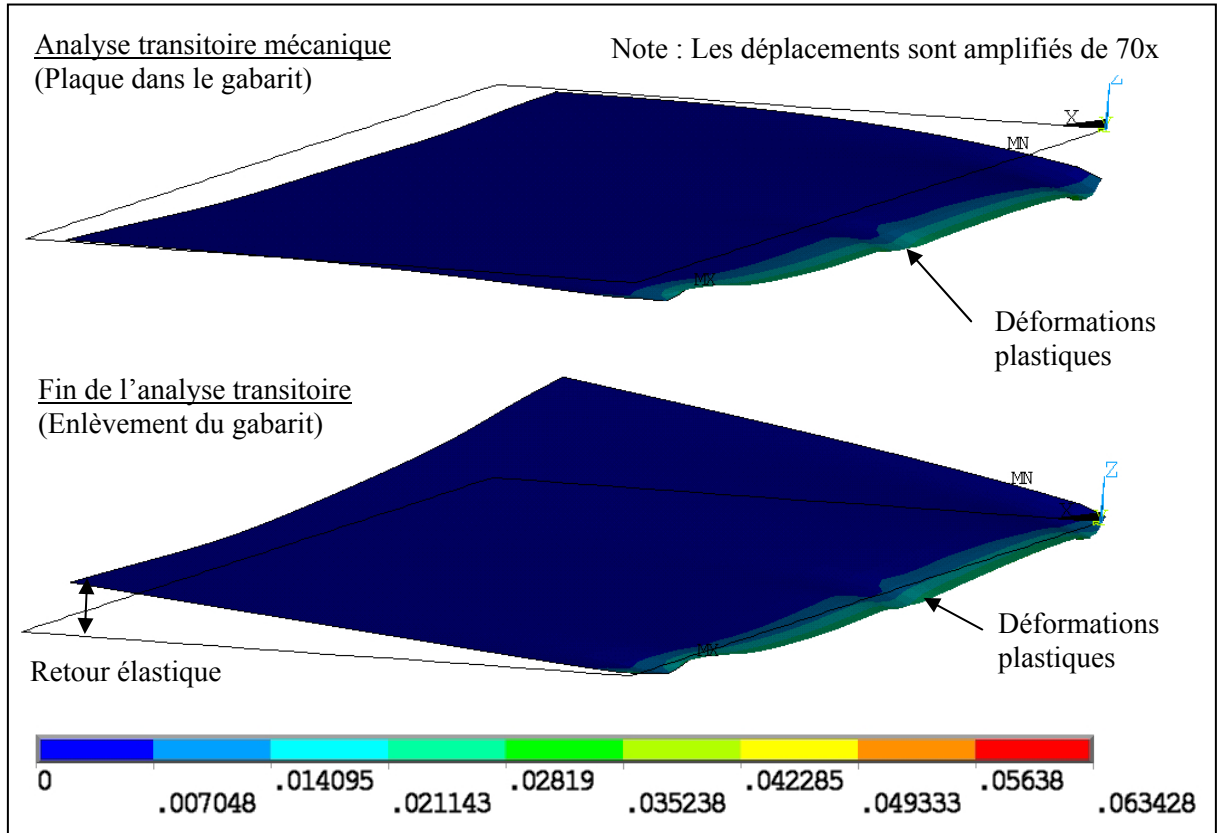 Analyse transitoire mécanique
(Plaque dans le gabarit)
Note : Les déplacements sont amplifiés de 70x
Z
X
MN
MX
Déformations
plastiques
Fin de l’analyse transitoire
(Enlèvement du gabarit)
MN
Z
X
MX
Déformations
plastiques
Retour élastique
0
.007048
.014095
.021143
.02819
.035238
.042285
.049333
.05638
.063428